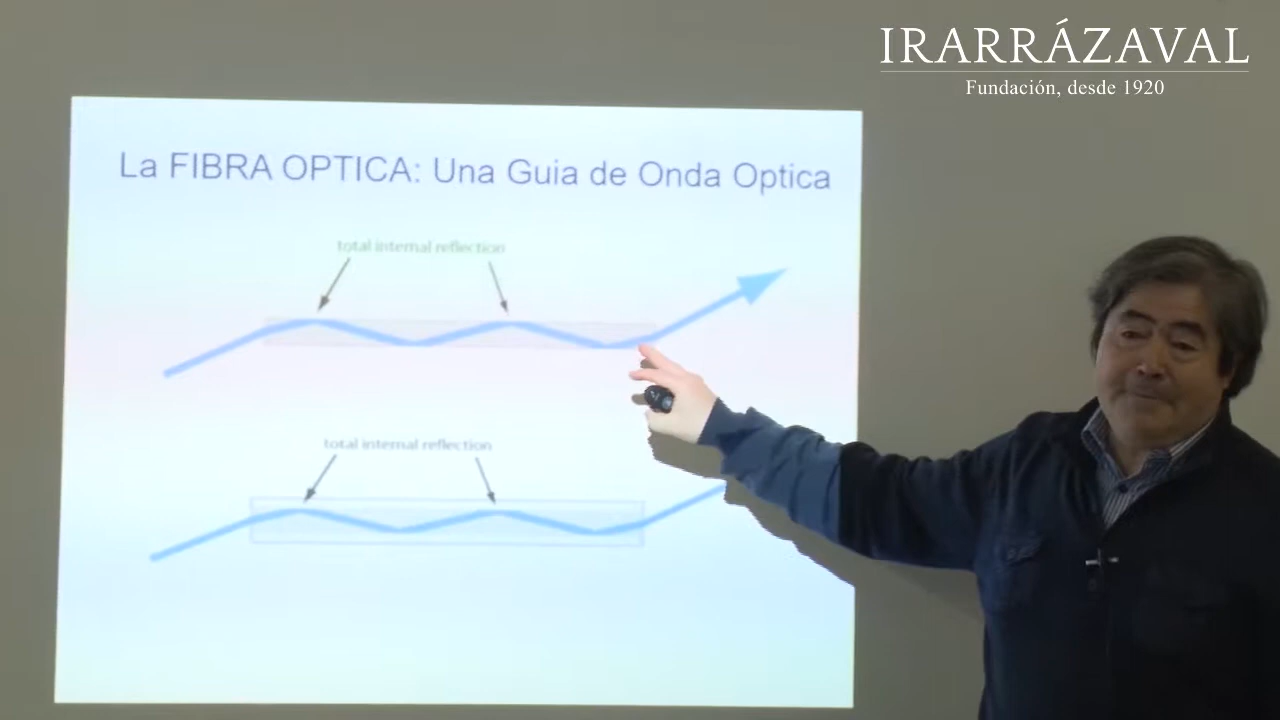 IRARRÁZAVAL
Fundación, desde 1920
La FIBRA OPTICA: Una Guia de Onda Optica
total internal reflection
total internal reflection